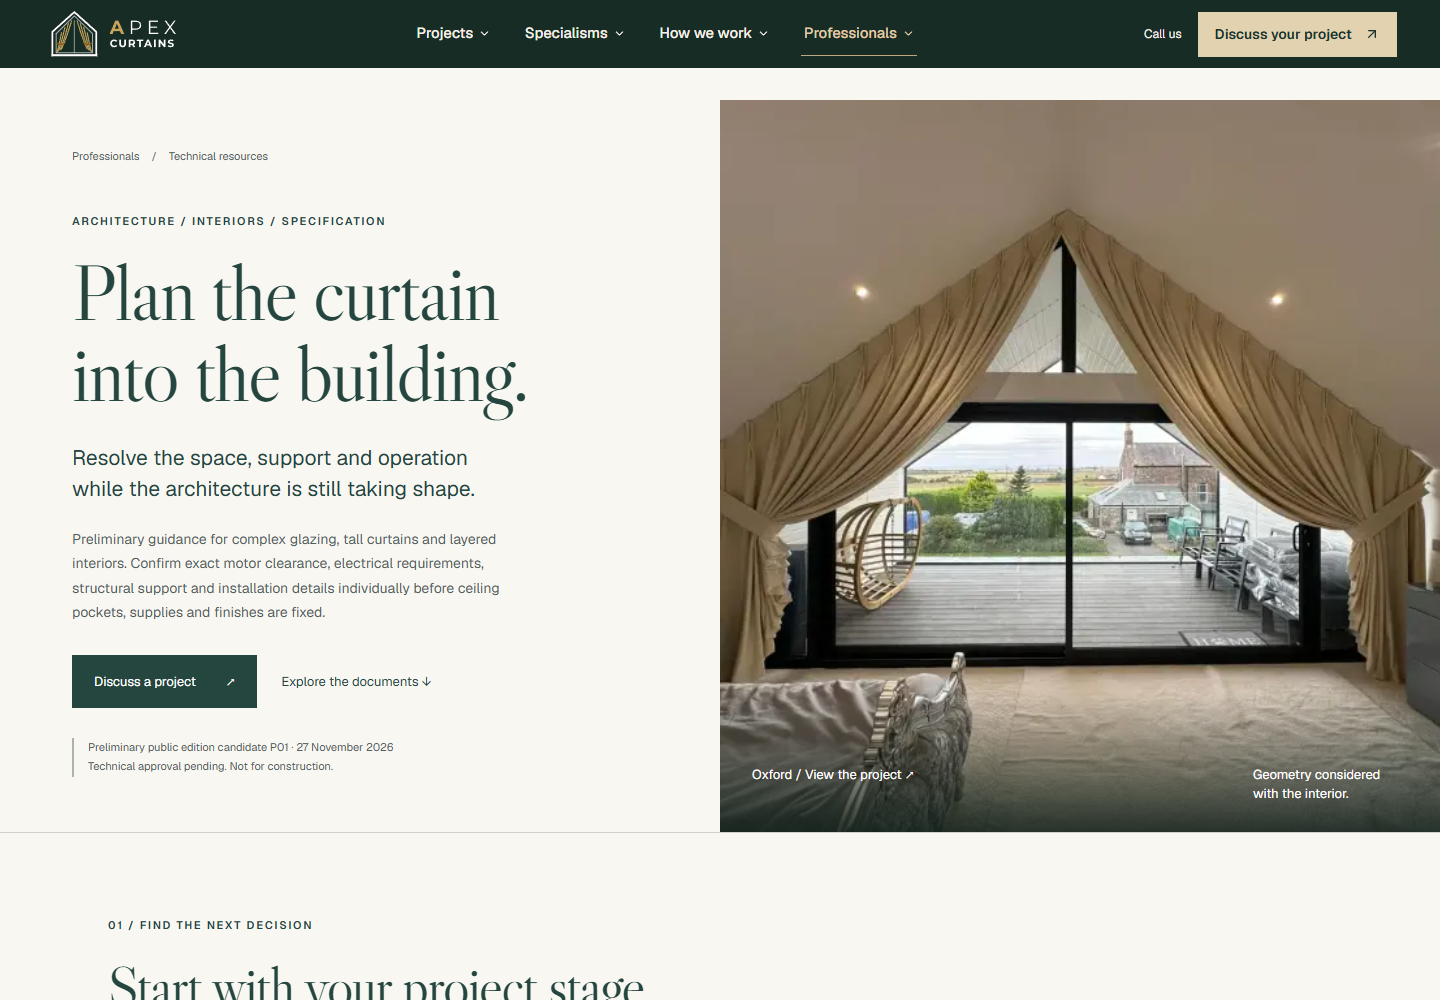 APEX
CURTAINS
Projects
Specialisms
How we work
Professionals
Call us
Discuss your project ↗
Professionals / Technical resources
ARCHITECTURE / INTERIORS / SPECIFICATION
Plan the curtain
into the building.
Resolve the space, support and operation
while the architecture is still taking shape.
Preliminary guidance for complex glazing, tall curtains and layered
interiors. Confirm exact motor clearance, electrical requirements,
structural support and installation details individually before ceiling
pockets, supplies and finishes are fixed.
Discuss a project ↗
Explore the documents ↓
Preliminary public edition candidate P01 · 27 November 2026
Technical approval pending. Not for construction.
HOME
Oxford / View the project ↗
Geometry considered
with the interior.
01 / FIND THE NEXT DECISION
Start with your project stage